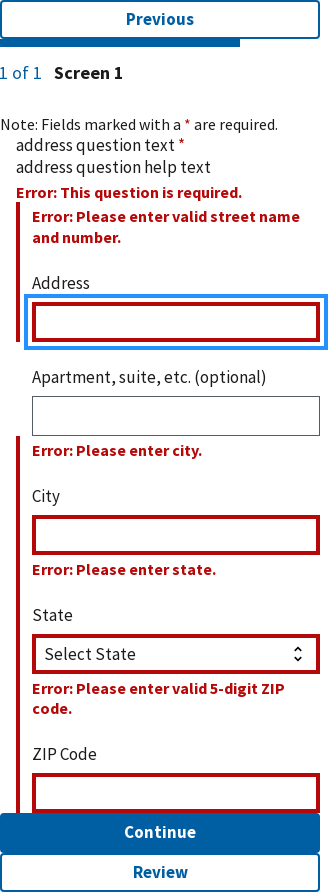 Previous
1 of 1 Screen 1
Note: Fields marked with a * are required.
address question text *
address question help text
Error: This question is required.
Error: Please enter valid street name
and number.
Address
Apartment, suite, etc. (optional)
Error: Please enter city.
City
Error: Please enter state.
State
Select State
Error: Please enter valid 5-digit ZIP
code.
ZIP Code
Continue
Review